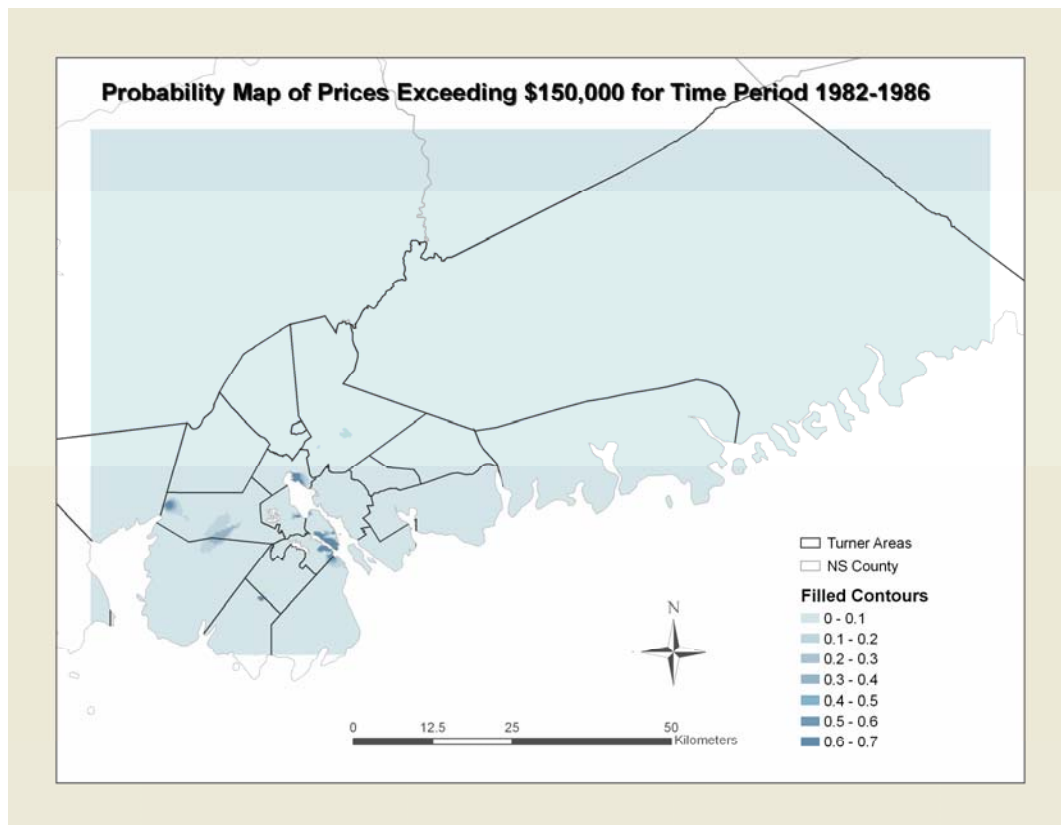 Probability Map of Prices Exceeding $150,000 for Time Period 1982-1986
Turner Areas
NS County
Filled Contours
0 - 0.1
0.1 - 0.2
0.2 - 0.3
0.3 - 0.4
0.4 - 0.5
0.5 - 0.6
0.6 - 0.7
N
0 12.5 25 50
Kilometers